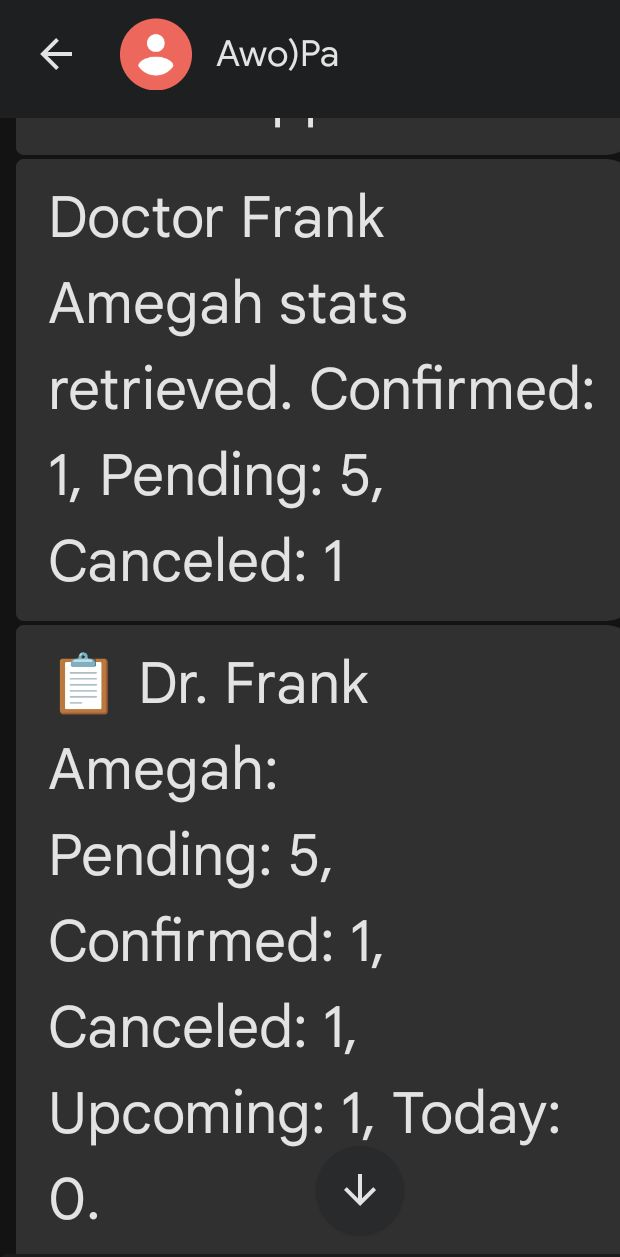 Awo)Pa
Doctor Frank
Amegah stats
retrieved. Confirmed:
1, Pending: 5,
Canceled: 1
📋 Dr. Frank
Amegah:
Pending: 5,
Confirmed: 1,
Canceled: 1,
Upcoming: 1, Today:
0.